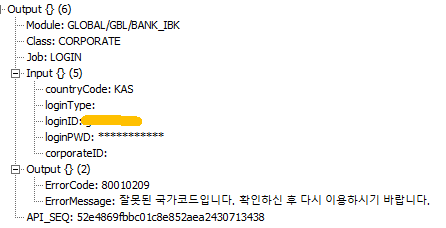 Output {} (6)
Module: GLOBAL/GBL/BANK_IBK
Class: CORPORATE
Job: LOGIN
Input {} (5)
countryCode: KAS
loginType:
loginID:
loginPWD: ***********
corporateID:
Output {} (2)
ErrorCode: 80010209
ErrorMessage: 잘못된 국가코드입니다. 확인하신 후 다시 이용하시기 바랍니다.
API_SEQ: 52e4869fbbc01c8e852aea2430713438